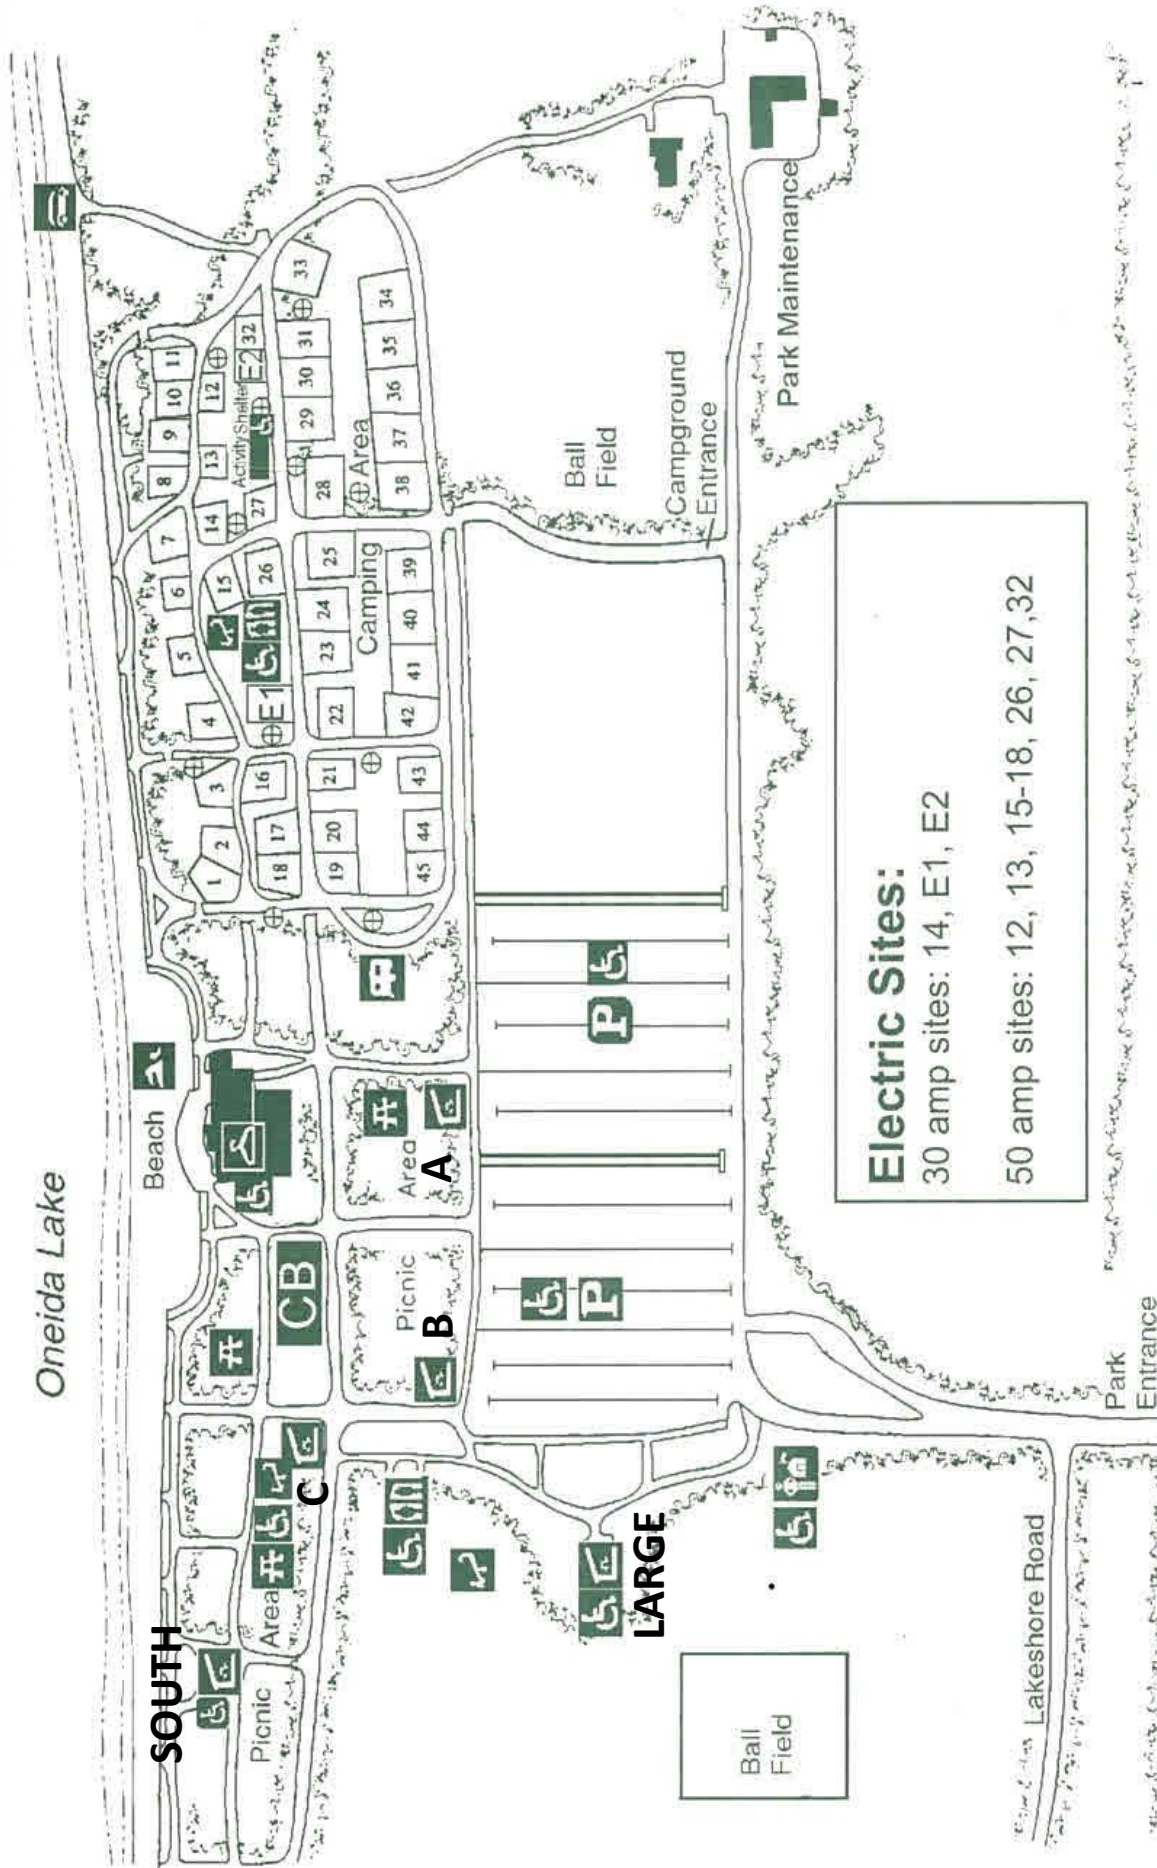 Oneida Lake
Beach
SOUTH
Picnic
Area
C
CB
Picnic
B
Area
A
LARGE
Ball
Field
Lakeshore Road
Park
Entrance
P
P
1
2
3
4
5
6
7
8
9
10
11
12
13
14
15
16
17
18
E1
26
27
Activity Shelter
E2
32
19
20
21
22
23
24
25
28
29
30
31
33
Camping
Area
45
44
43
42
41
40
39
38
37
36
35
34
Ball
Field
Campground
Entrance
Park Maintenance
Electric Sites:
30 amp sites: 14, E1, E2
50 amp sites: 12, 13, 15-18, 26, 27,32